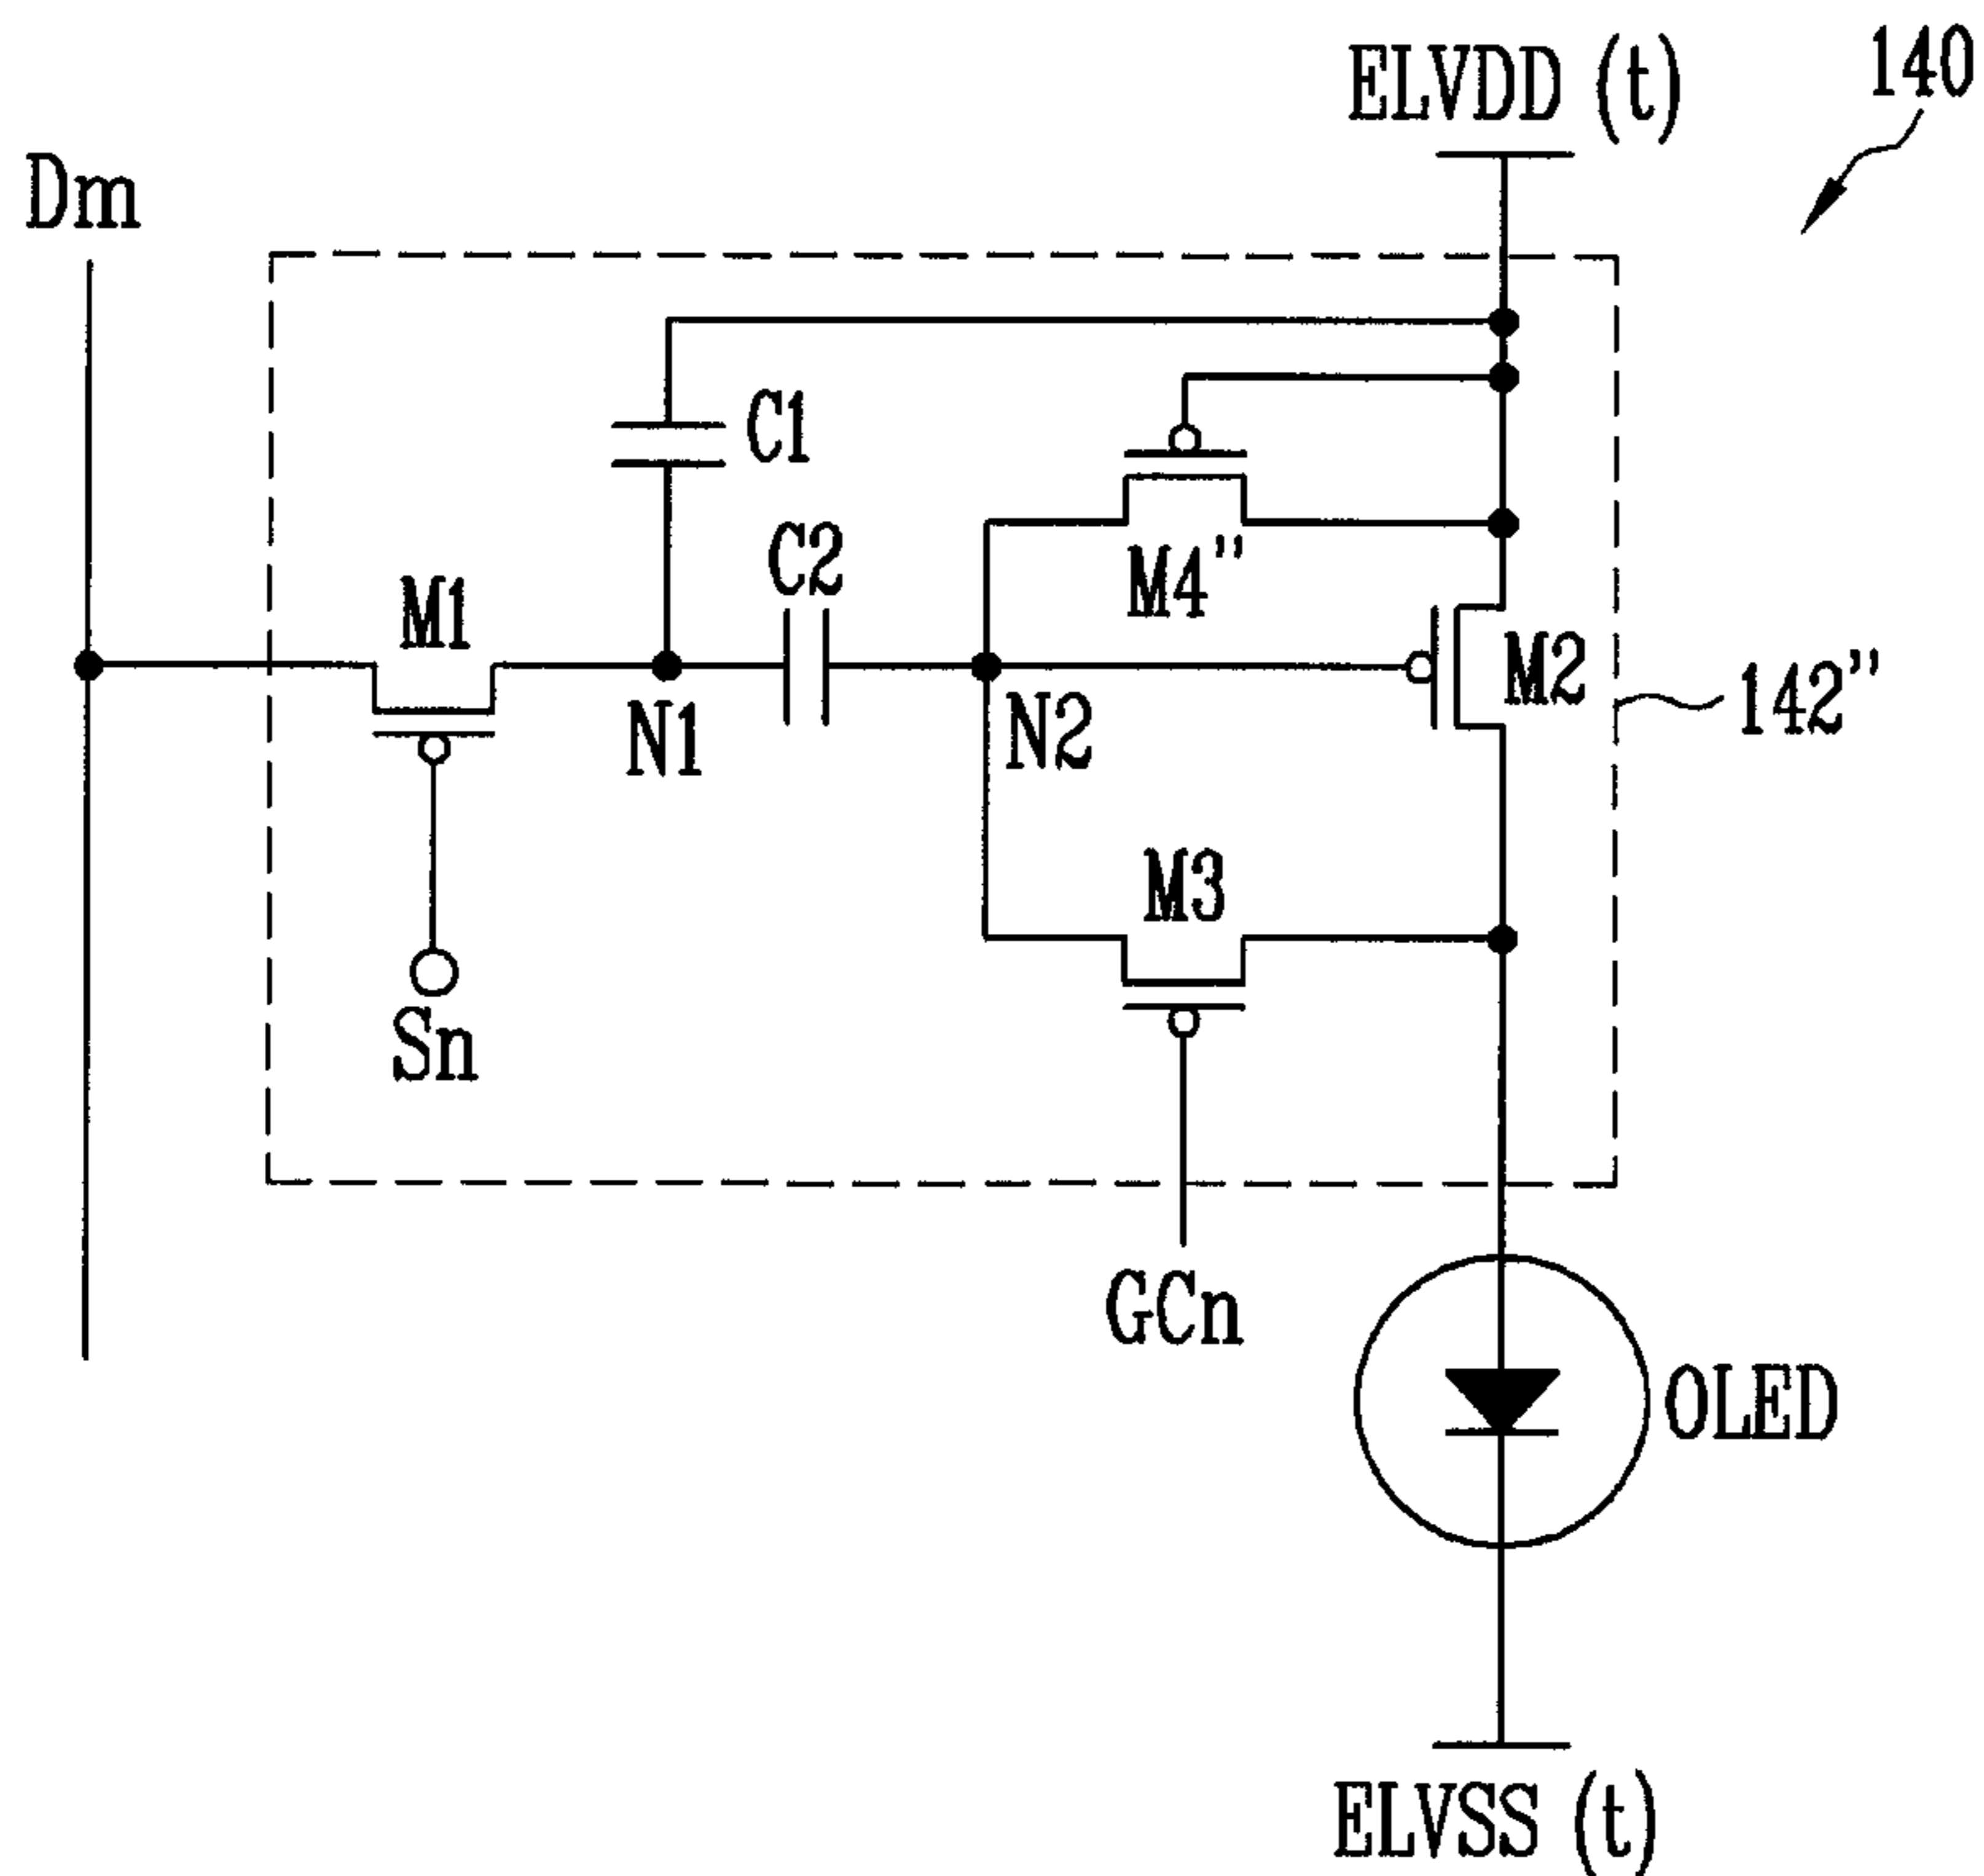 140
ELVDD (t)
Dm
C1
C2
M4"
M1
M2
142"
N1
N2
M3
Sn
GCn
OLED
ELVSS (t)